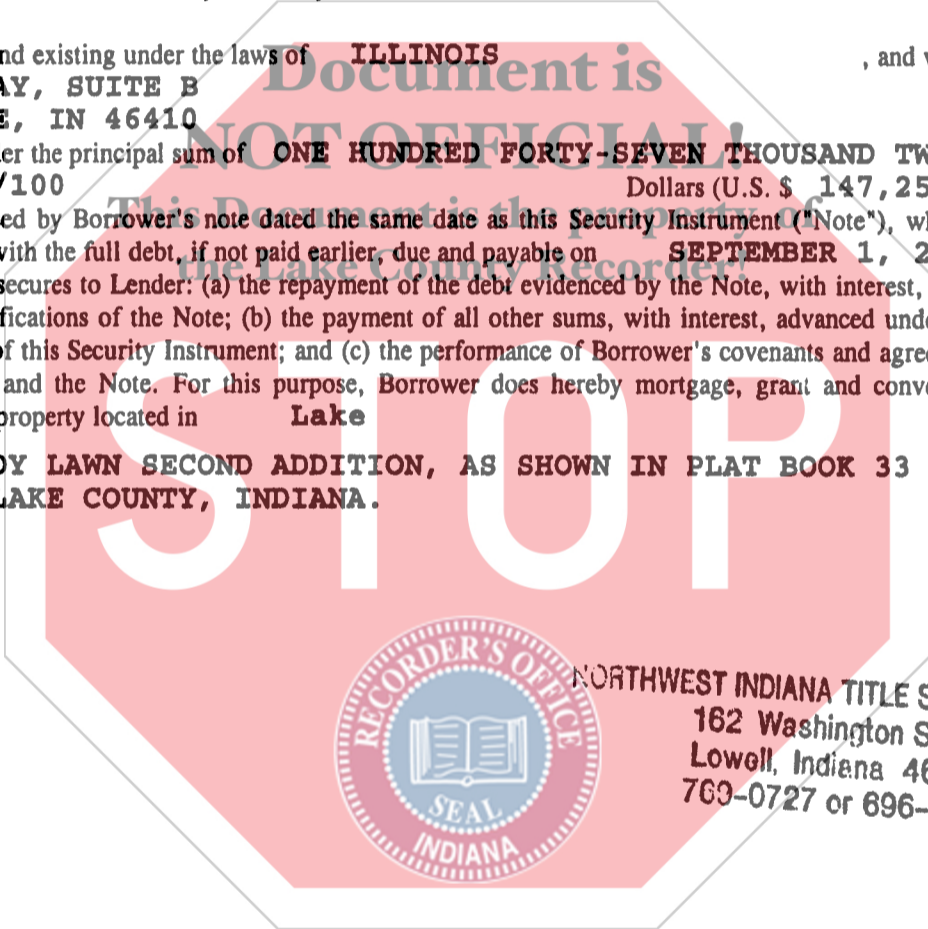 nd existing under the laws of ILLINOIS , and
AY, SUITE B
E, IN 46410
er the principal sum of ONE HUNDRED FORTY-SEVEN THOUSAND TW
/100 Dollars (U.S. $ 147,25
ed by Borrower's note dated the same date as this Security Instrument ("Note"), wh
with the full debt, if not paid earlier, due and payable on SEPTEMBER 1, 2
secures to Lender: (a) the repayment of the debt evidenced by the Note, with interest,
fications of the Note; (b) the payment of all other sums, with interest, advanced unde
of this Security Instrument; and (c) the performance of Borrower's covenants and agree
and the Note. For this purpose, Borrower does hereby mortgage, grant and conve
property located in Lake
DY LAWN SECOND ADDITION, AS SHOWN IN PLAT BOOK 33
LAKE COUNTY, INDIANA.
Document is
NOT OFFICIAL!
This Document is the property of
the Lake County Recorder!
STOP
RECORDER'S OFFICE
SEAL
INDIANA
NORTHWEST INDIANA TITLE S
162 Washington S
Lowell, Indiana 46
769-0727 or 696-